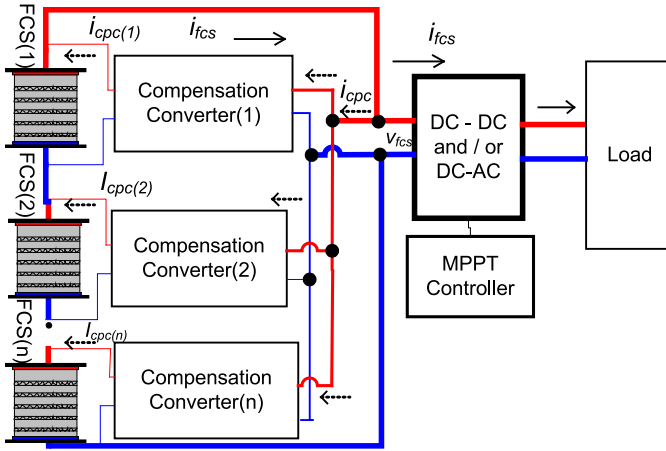 FCS(1)
i_cpc(1)
i_fcs
i_fcs
Compensation
Converter(1)
i_cpc
v_fcs
DC - DC
and / or
DC-AC
Load
FCS(2)
I_cpc(2)
Compensation
Converter(2)
MPPT
Controller
FCS(n)
I_cpc(n)
Compensation
Converter(n)